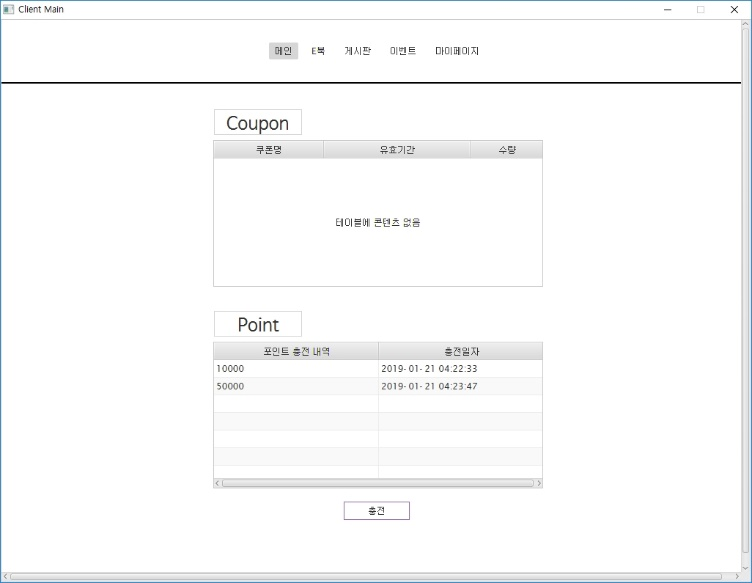 Client Main
메인 E북 게시판 이벤트 마이페이지
Coupon
쿠폰명 유효기간 수량
테이블에 콘텐츠 없음
Point
포인트 충전 내역 충전일자
10000 2019-01-21 04:22:33
50000 2019-01-21 04:23:47
충전